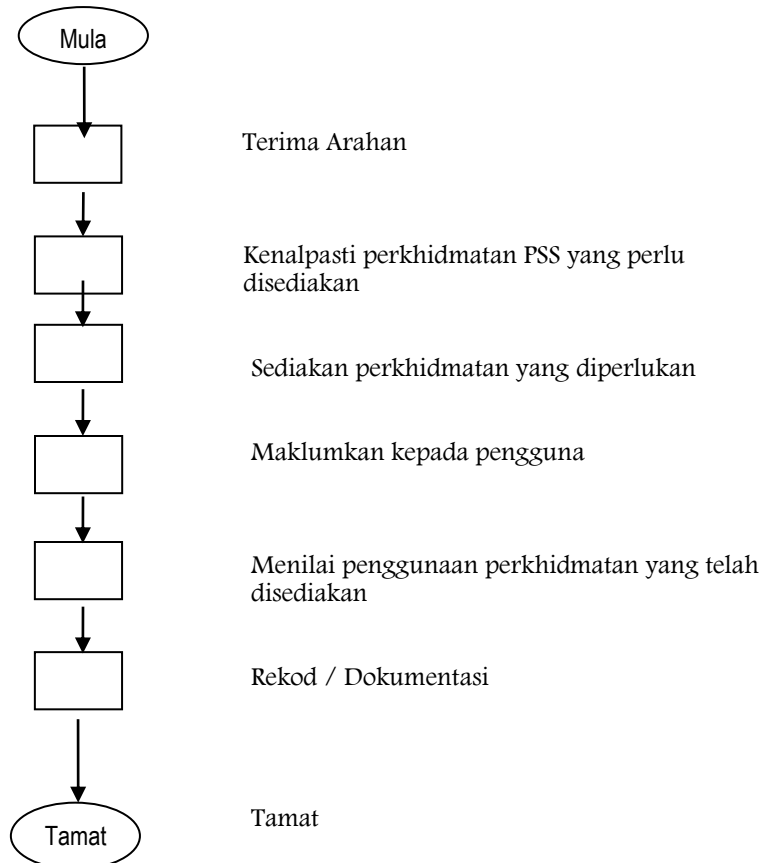 Mula
Terima Arahan
Kenalpasti perkhidmatan PSS yang perlu
disediakan
Sediakan perkhidmatan yang diperlukan
Maklumkan kepada pengguna
Menilai penggunaan perkhidmatan yang telah
disediakan
Rekod / Dokumentasi
Tamat
Tamat